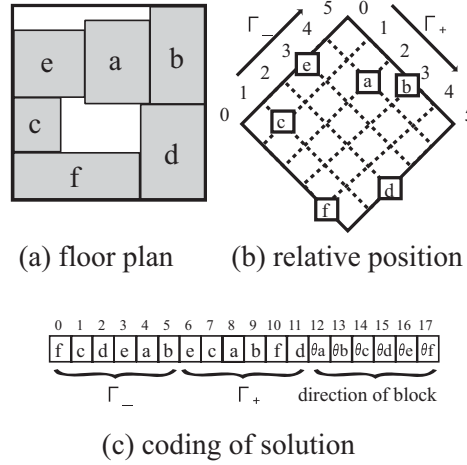 e a b
c
f d
(a) floor plan
Γ_ Γ+
0 1 2 3 4 5
0 1 2 3 4 5
e a b
c
f d
(b) relative position
0 1 2 3 4 5 6 7 8 9 10 11 12 13 14 15 16 17
f c d e a b e c a b f d θa θb θc θd θe θf
Γ_ Γ+ direction of block
(c) coding of solution